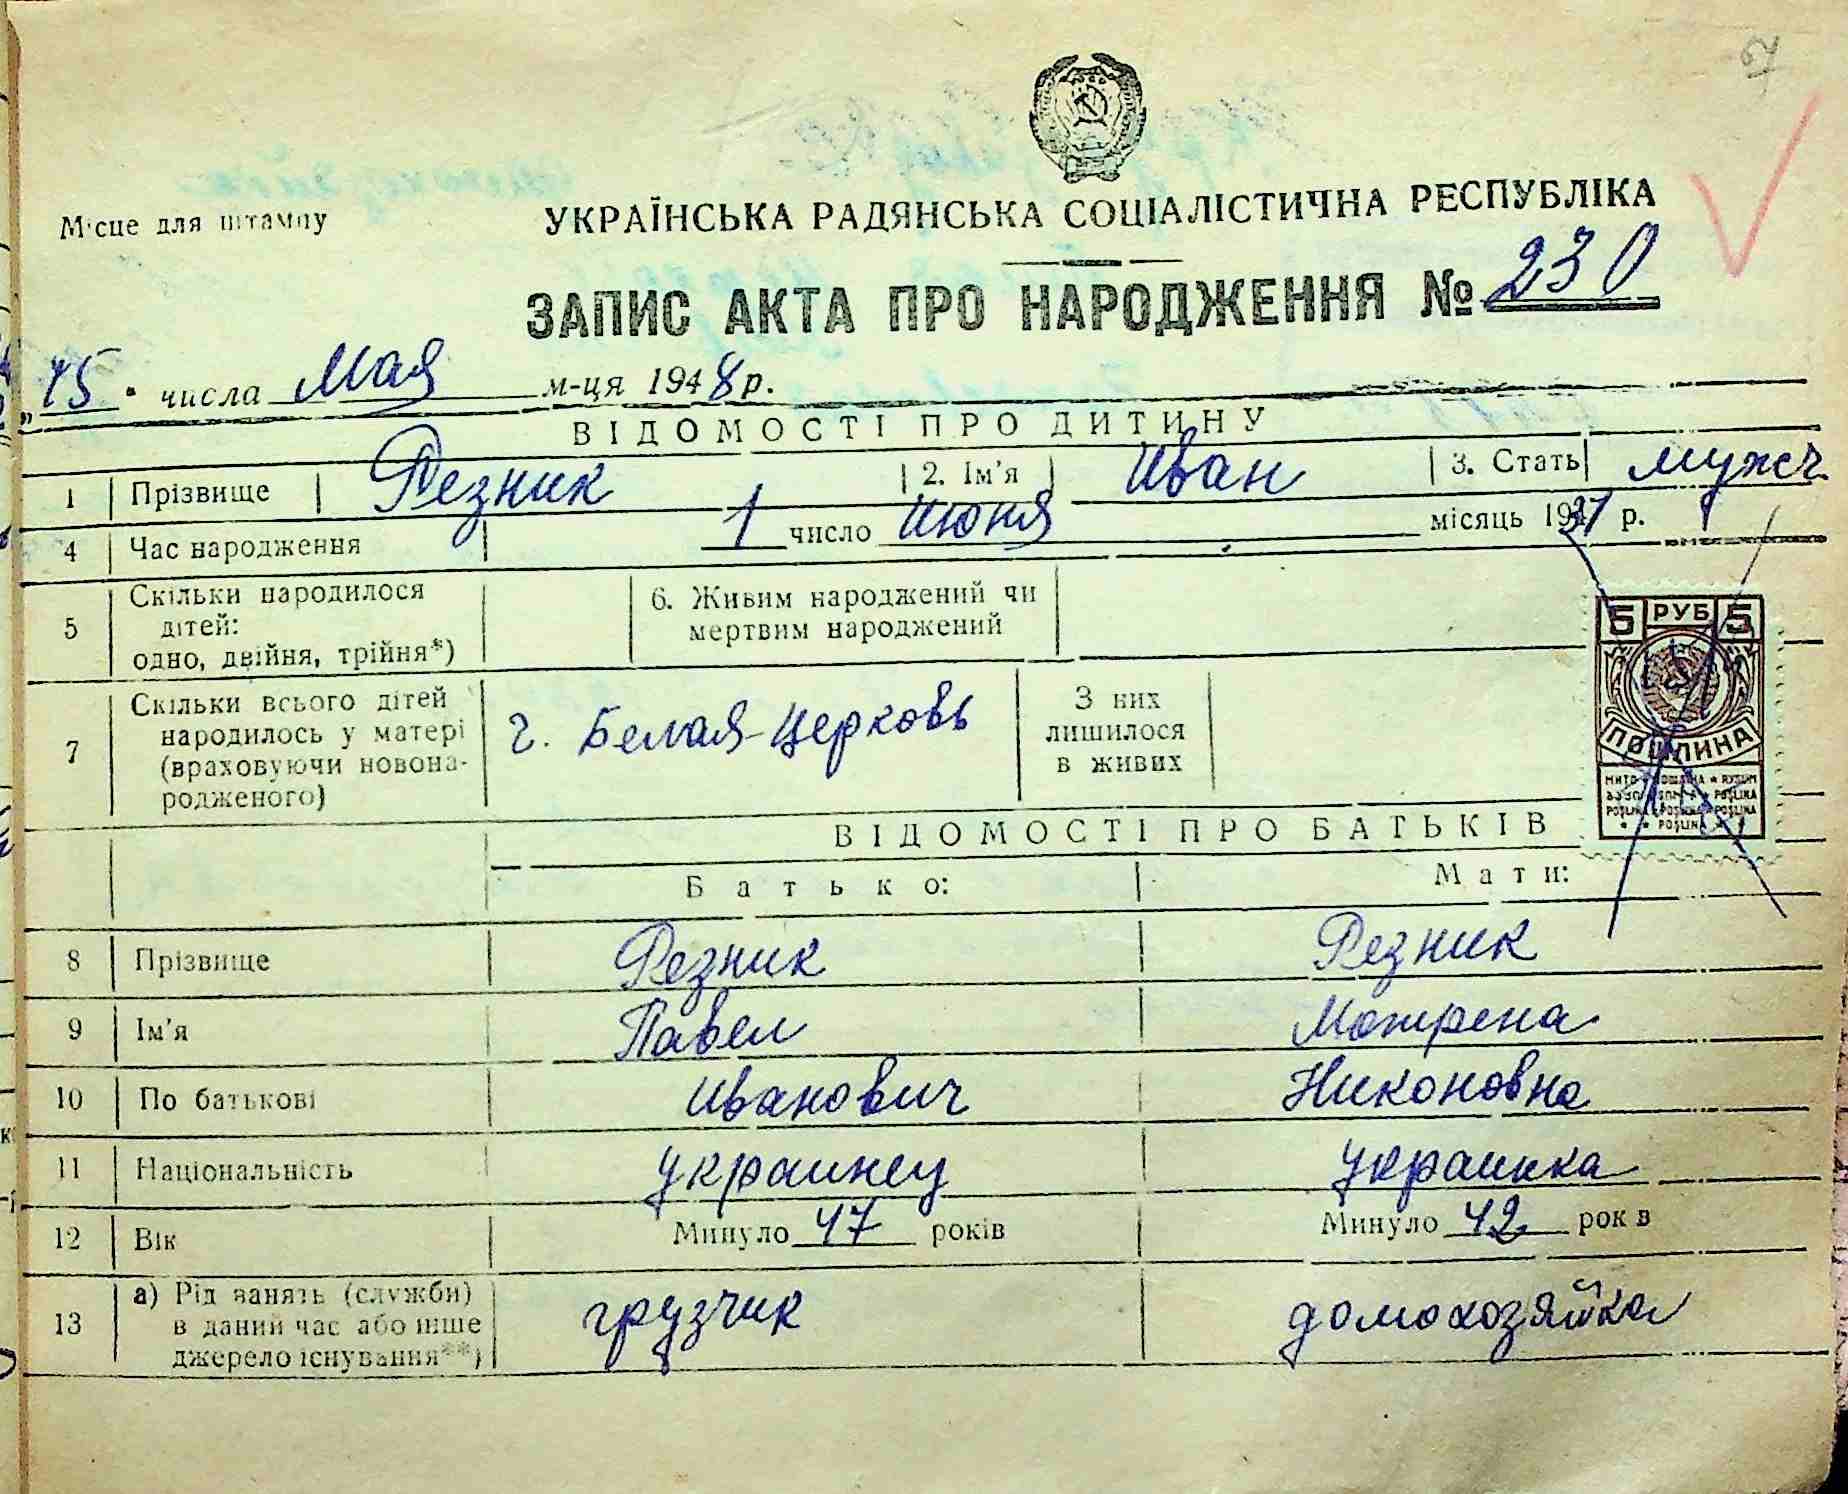 Місце для штампу
УКРАЇНСЬКА РАДЯНСЬКА СОЦІАЛІСТИЧНА РЕСПУБЛІКА
ЗАПИС АКТА ПРО НАРОДЖЕННЯ № 230
„15" числа Мая м-ця 1948 р.
ВІДОМОСТІ ПРО ДИТИНУ
1 Прізвище Резник 2. Ім'я Иван 3. Стать мужч
4 Час народження 1 число Июня місяць 1931 р.
5 Скільки народилося дітей: одно, двійня, трійня*) 6. Живим народжений чи мертвим народжений
7 Скільки всього дітей народилось у матері (враховуючи новонародженого) г. Белая-Церковь З них лишилося в живих
5 РУБ 5
ПОШЛИНА
ВІДОМОСТІ ПРО БАТЬКІВ
Батько: Мати:
8 Прізвище Резник Резник
9 Ім'я Павел Мотрена
10 По батькові Иванович Никоновна
11 Національність украинец украинка
12 Вік Минуло 47 років Минуло 42 років
13 а) Рід занять (служби) в даний час або інше джерело існування**) грузчик домохозяйка